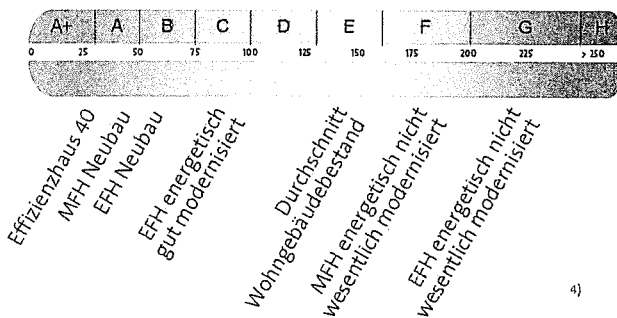 A+ A B C D E F G H
0 25 50 75 100 125 150 175 200 225 > 250
Effizienzhaus 40
MFH Neubau
EFH Neubau
EFH energetisch
gut modernisiert
Durchschnitt
Wohngebäudebestand
MFH energetisch nicht
wesentlich modernisiert
EFH energetisch nicht
wesentlich modernisiert
4)